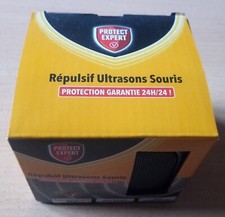 PROTECT
EXPERT
Répulsif Ultrasons Souris
PROTECTION GARANTIE 24H/24 !
PROTECT
EXPERT
Répulsif Ultrasons Souris